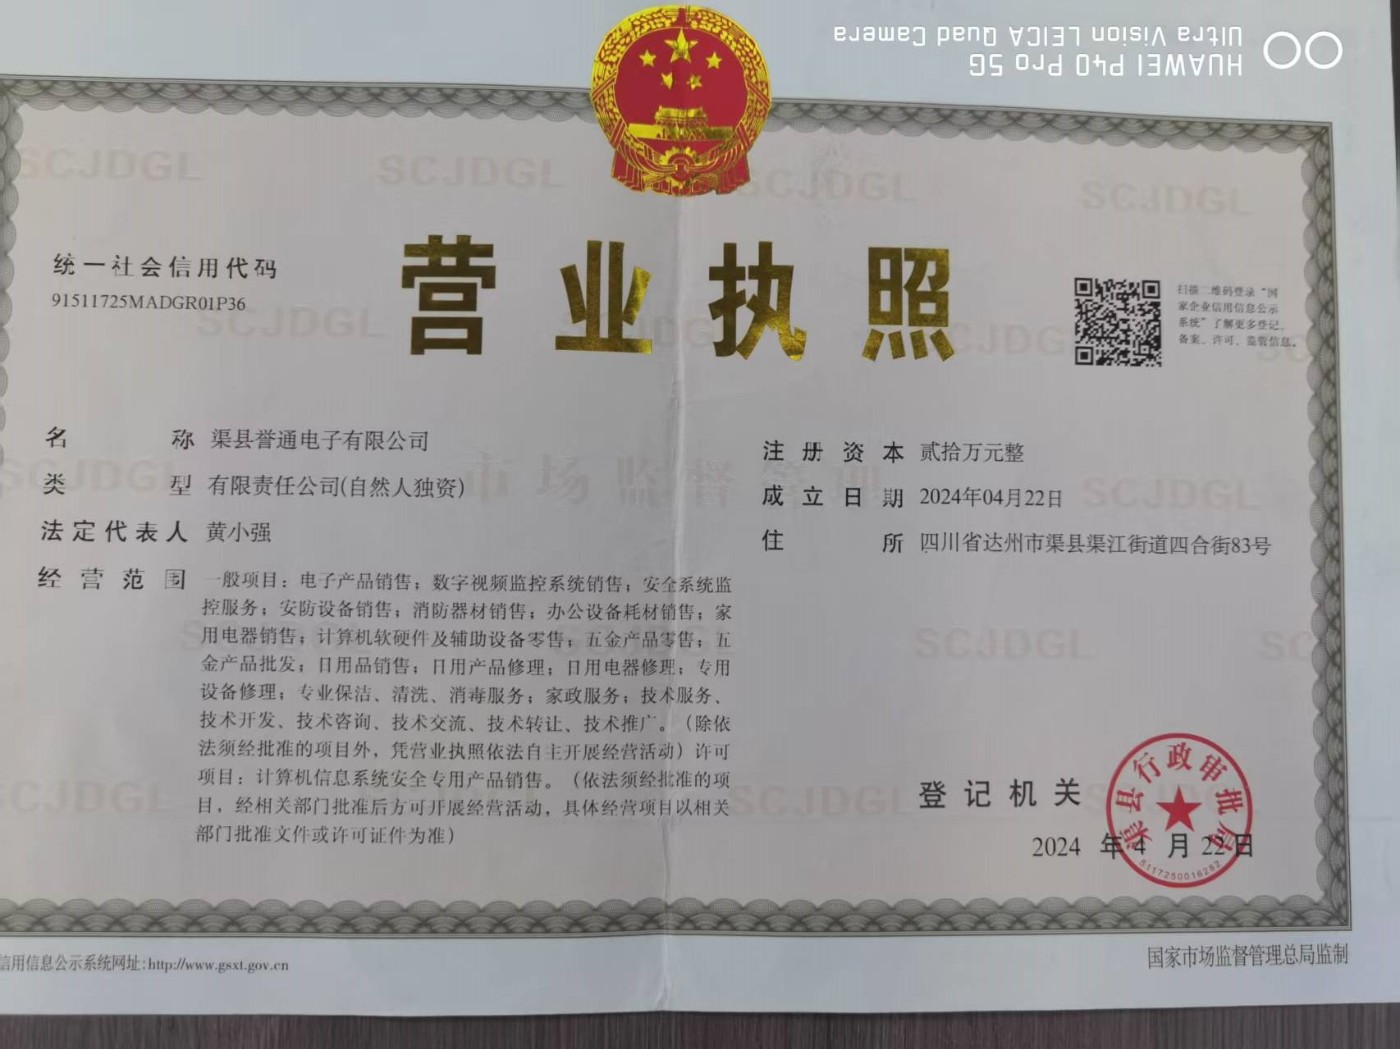 HUAWEI P40 Pro 5G
Ultra Vision LEICA Quad Camera
营业执照
统一社会信用代码
91511725MADGR01P36
扫描二维码登录“国
家企业信用信息公示
系统”了解更多登记、
备案、许可、监管信息。
名称 渠县誉通电子有限公司
类型 有限责任公司(自然人独资)
法定代表人 黄小强
经营范围 一般项目：电子产品销售；数字视频监控系统销售；安全系统监
控服务；安防设备销售；消防器材销售；办公设备耗材销售；家
用电器销售；计算机软硬件及辅助设备零售；五金产品零售；五
金产品批发；日用品销售；日用产品修理；日用电器修理；专用
设备修理；专业保洁、清洗、消毒服务；家政服务；技术服务、
技术开发、技术咨询、技术交流、技术转让、技术推广。（除依
法须经批准的项目外，凭营业执照依法自主开展经营活动）许可
项目：计算机信息系统安全专用产品销售。（依法须经批准的项
目，经相关部门批准后方可开展经营活动，具体经营项目以相关
部门批准文件或许可证件为准）
注册资本 贰拾万元整
成立日期 2024年04月22日
住所 四川省达州市渠县渠江街道四合街83号
登记机关
渠县行政审批局
5117250016282
2024 年 4 月 22 日
信用信息公示系统网址:http://www.gsxt.gov.cn
国家市场监督管理总局监制
市场监督管理
SCJDGL